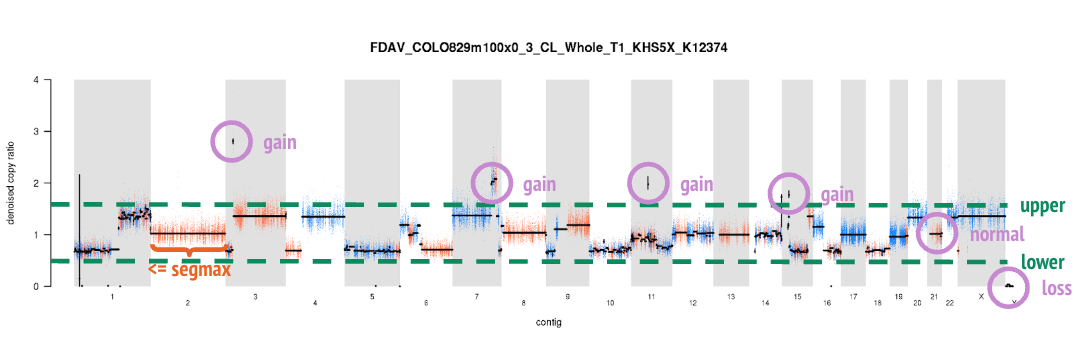 FDAV_COLO829m100x0_3_CL_Whole_T1_KHS5X_K12374
4
3
2
1
0
denoised copy ratio
gain
gain
gain
gain
upper
normal
lower
<= segmax
loss
1
2
3
4
5
6
7
8
9
10
11
12
13
14
15
16
17
18
19
20
21
22
X
Y
contig